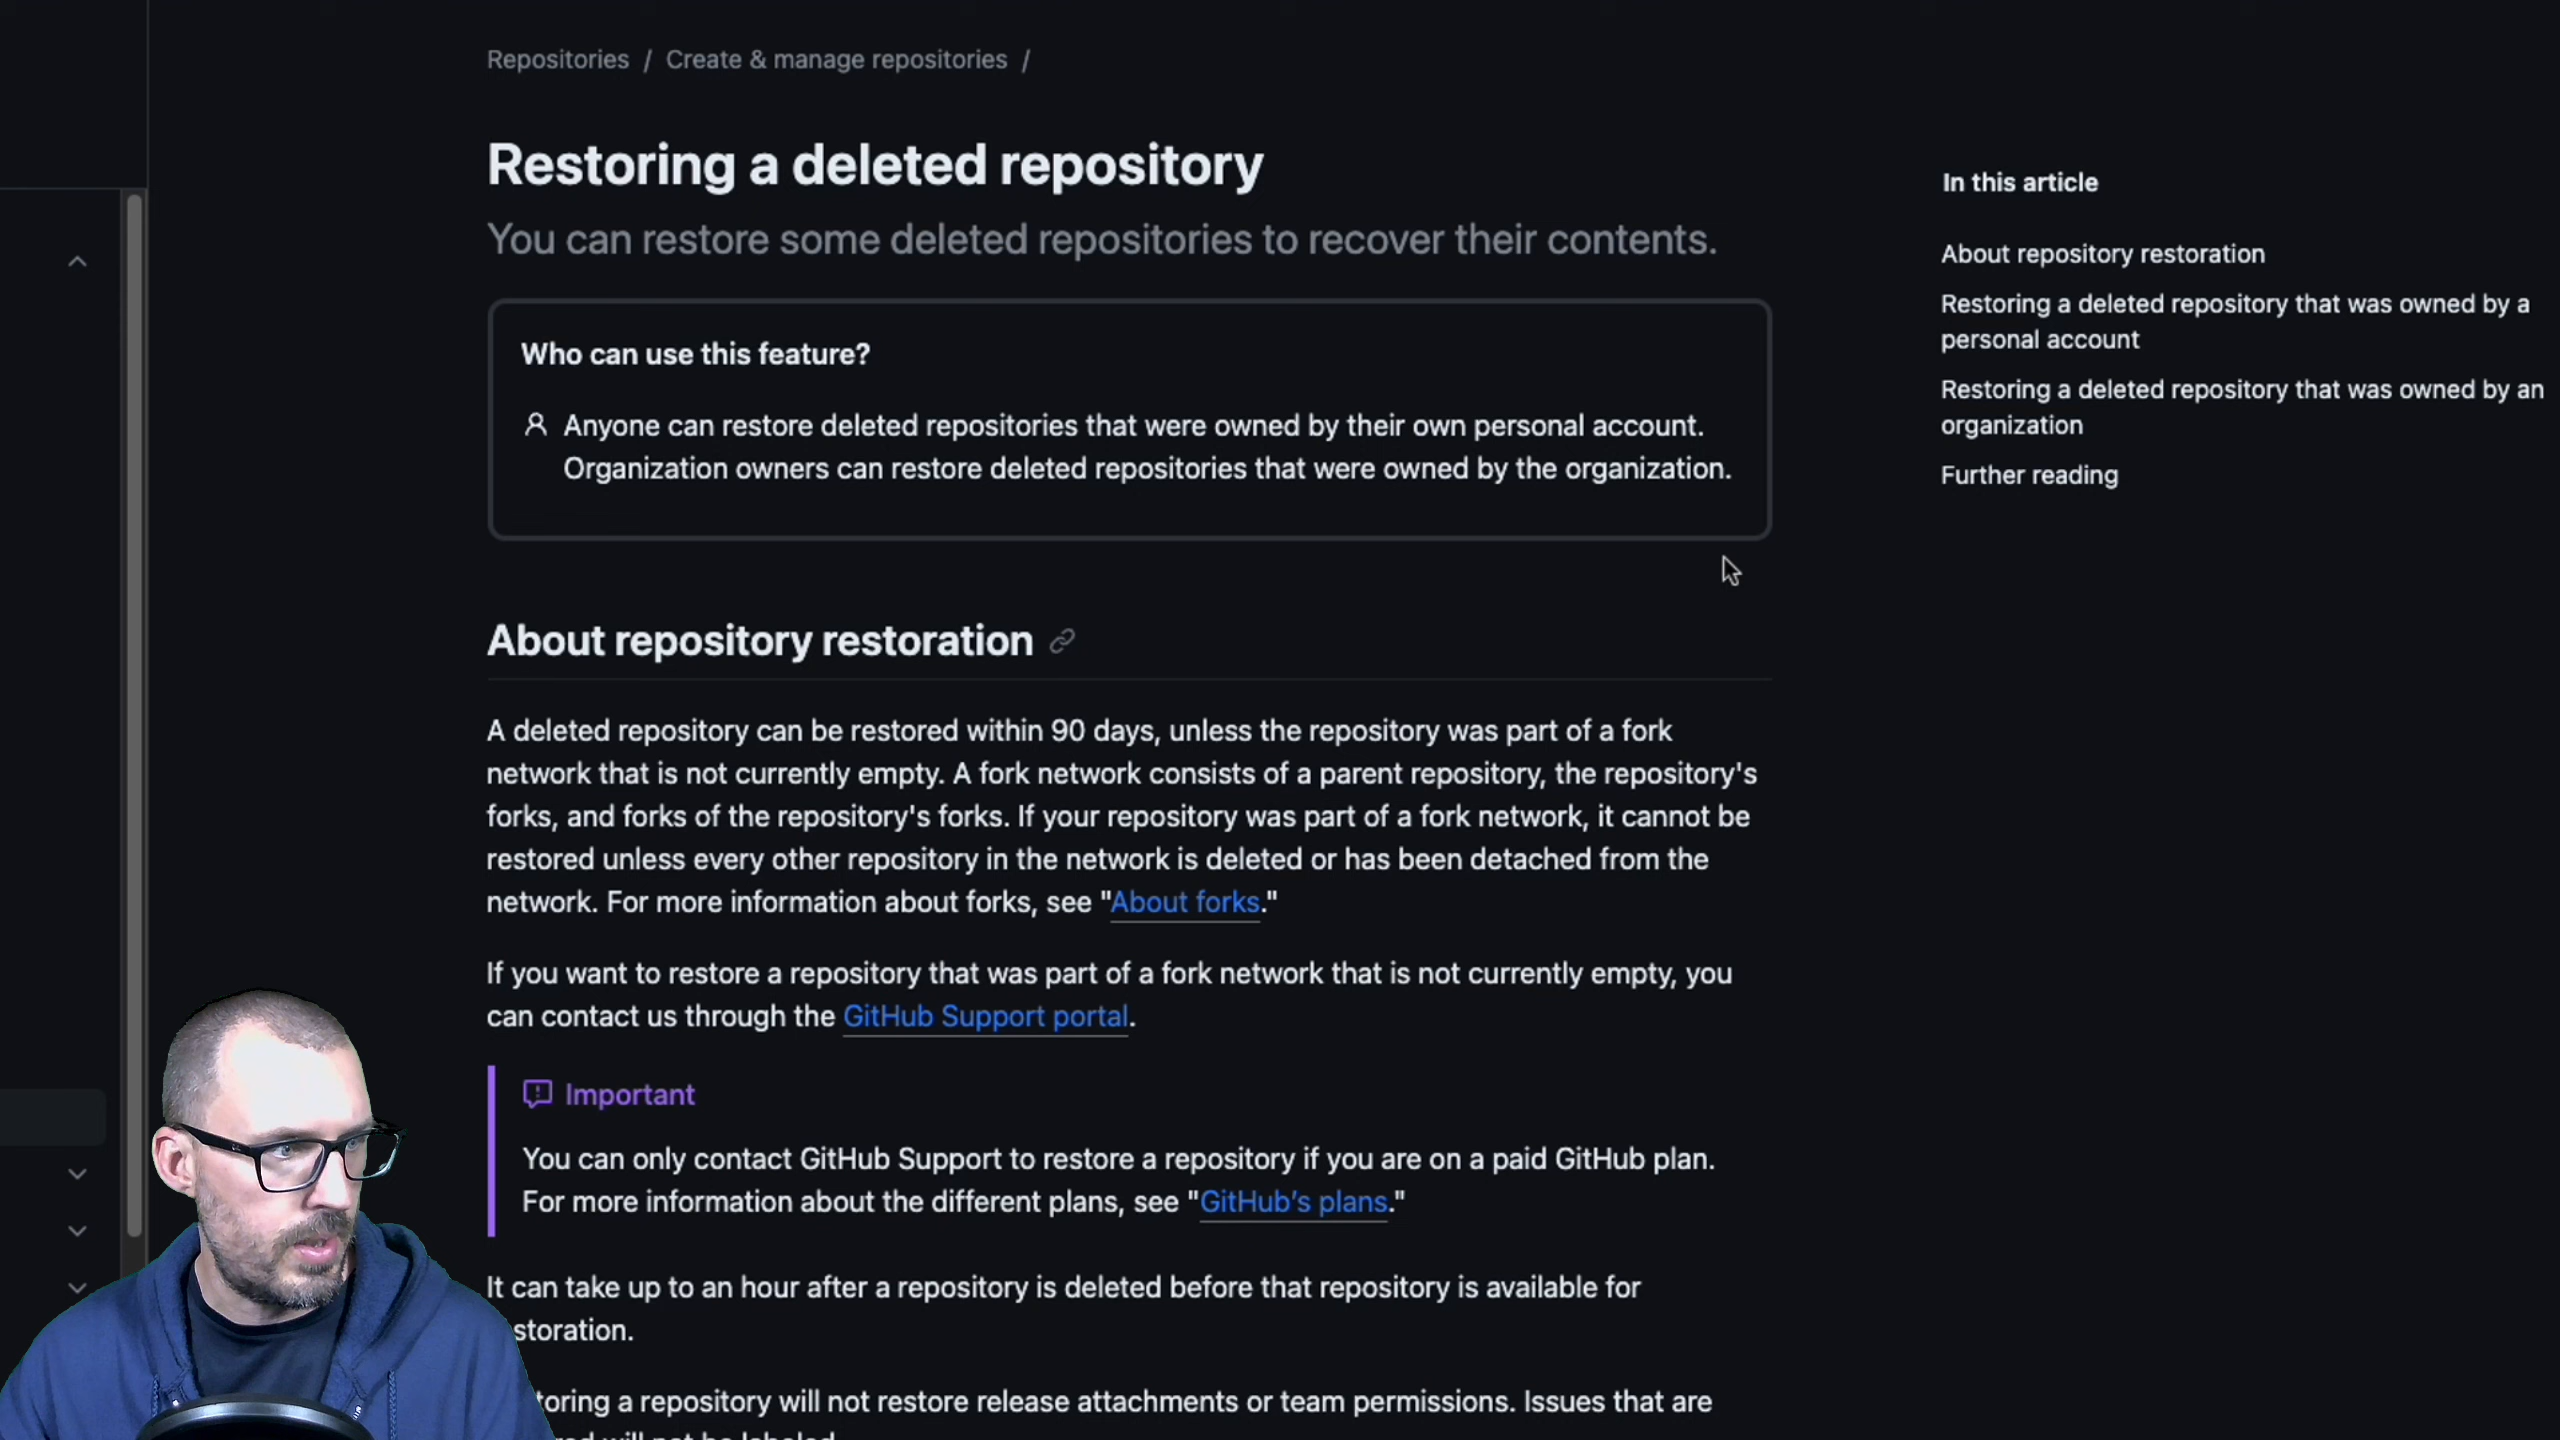 Repositories / Create & manage repositories /
Restoring a deleted repository
You can restore some deleted repositories to recover their contents.
Who can use this feature?
Anyone can restore deleted repositories that were owned by their own personal account.
Organization owners can restore deleted repositories that were owned by the organization.
About repository restoration
A deleted repository can be restored within 90 days, unless the repository was part of a fork
network that is not currently empty. A fork network consists of a parent repository, the repository's
forks, and forks of the repository's forks. If your repository was part of a fork network, it cannot be
restored unless every other repository in the network is deleted or has been detached from the
network. For more information about forks, see "About forks."
If you want to restore a repository that was part of a fork network that is not currently empty, you
can contact us through the GitHub Support portal.
Important
You can only contact GitHub Support to restore a repository if you are on a paid GitHub plan.
For more information about the different plans, see "GitHub’s plans."
It can take up to an hour after a repository is deleted before that repository is available for
storation.
toring a repository will not restore release attachments or team permissions. Issues that are
red will not be labeled.
In this article
About repository restoration
Restoring a deleted repository that was owned by a
personal account
Restoring a deleted repository that was owned by an
organization
Further reading